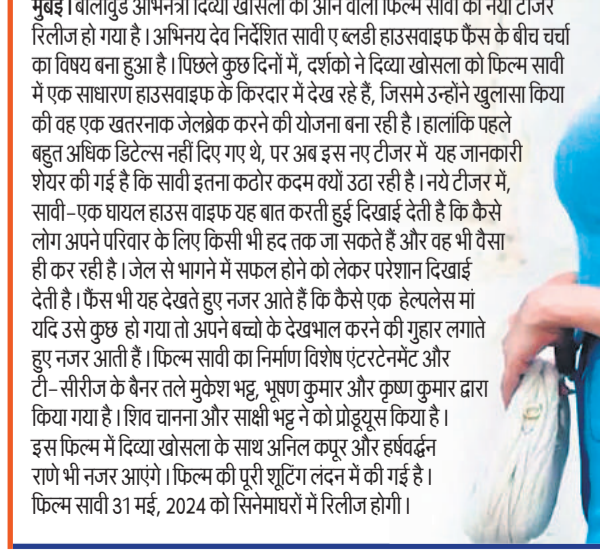 मुंबई । बॉलीवुड अभिनेत्री दिव्या खोसला की आने वाली फिल्म सावी का नया टीजर
रिलीज हो गया है । अभिनय देव निर्देशित सावी ए ब्लडी हाउसवाइफ फैंस के बीच चर्चा
का विषय बना हुआ है । पिछले कुछ दिनों में, दर्शको ने दिव्या खोसला को फिल्म सावी
में एक साधारण हाउसवाइफ के किरदार में देख रहे हैं, जिसमे उन्होंने खुलासा किया
की वह एक खतरनाक जेलब्रेक करने की योजना बना रही है । हालांकि पहले
बहुत अधिक डिटेल्स नहीं दिए गए थे, पर अब इस नए टीजर में यह जानकारी
शेयर की गई है कि सावी इतना कठोर कदम क्यों उठा रही है । नये टीजर में,
सावी-एक घायल हाउस वाइफ यह बात करती हुई दिखाई देती है कि कैसे
लोग अपने परिवार के लिए किसी भी हद तक जा सकते हैं और वह भी वैसा
ही कर रही है । जेल से भागने में सफल होने को लेकर परेशान दिखाई
देती है । फैंस भी यह देखते हुए नजर आते हैं कि कैसे एक हेल्पलेस मां
यदि उसे कुछ हो गया तो अपने बच्चो के देखभाल करने की गुहार लगाते
हुए नजर आती हैं । फिल्म सावी का निर्माण विशेष एंटरटेनमेंट और
टी-सीरीज के बैनर तले मुकेश भट्ट, भूषण कुमार और कृष्ण कुमार द्वारा
किया गया है । शिव चानना और साक्षी भट्ट ने को प्रोड्यूस किया है ।
इस फिल्म में दिव्या खोसला के साथ अनिल कपूर और हर्षवर्द्धन
राणे भी नजर आएंगे । फिल्म की पूरी शूटिंग लंदन में की गई है ।
फिल्म सावी 31 मई, 2024 को सिनेमाघरों में रिलीज होगी ।